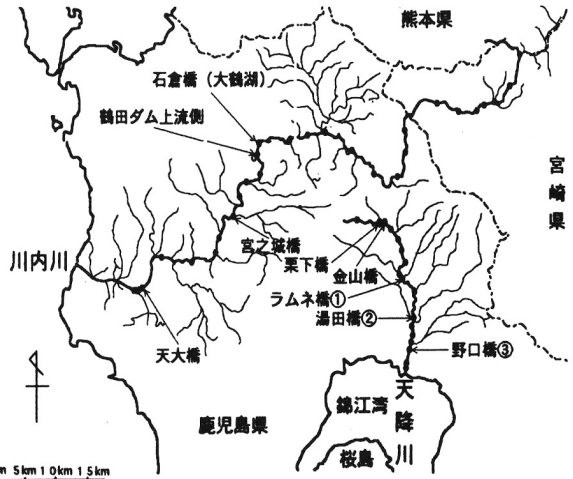 熊本県
石倉橋(大鶴湖)
鶴田ダム上流側
宮崎県
宮之城橋
栗下橋
川内川
金山橋
ラムネ橋①
湯田橋②
天大橋
野口橋③
錦江湾
天降川
鹿児島県
桜島
m 5km 10km 15km